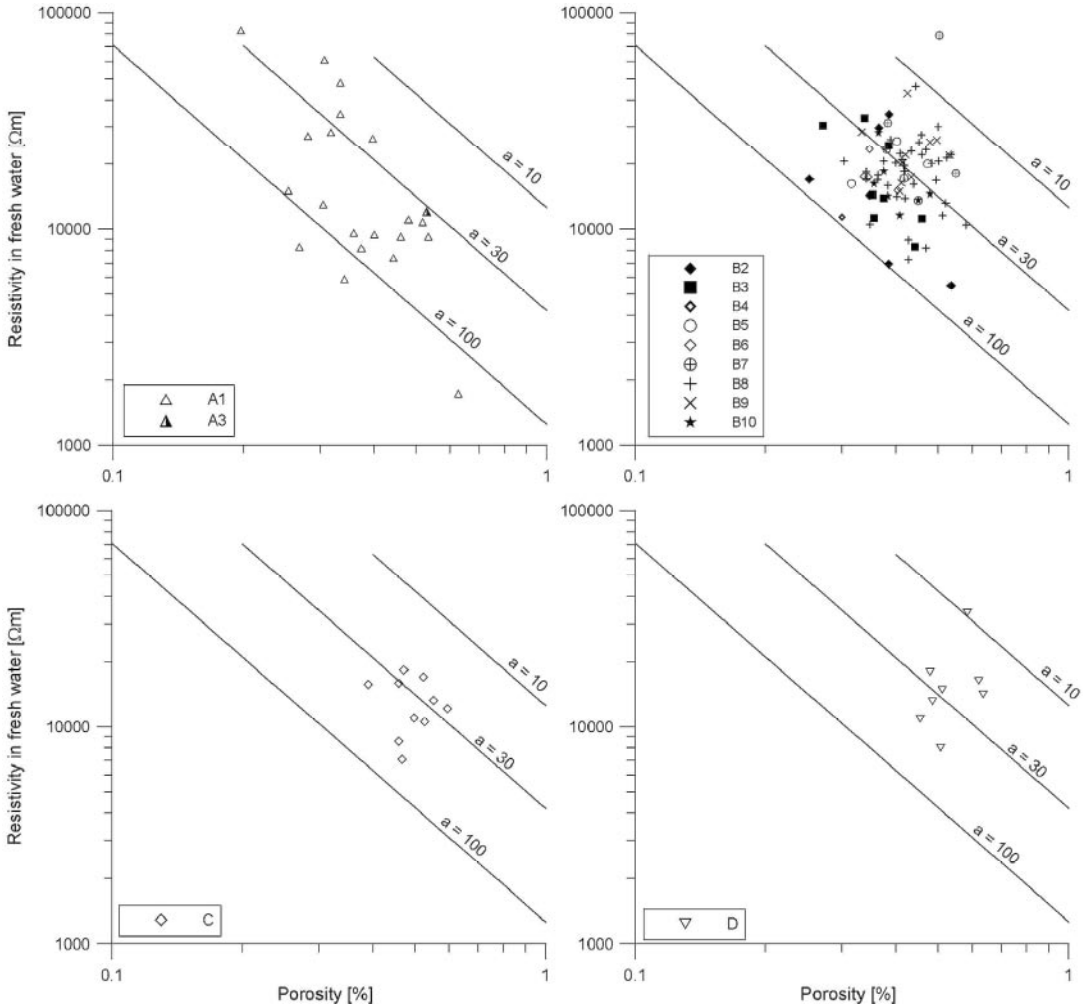 100000
10000
1000
Resistivity in fresh water [Ωm]
a = 10
a = 30
a = 100
A1
A3
0.1
1
100000
10000
1000
a = 10
a = 30
a = 100
B2
B3
B4
B5
B6
B7
B8
B9
B10
0.1
1
100000
10000
1000
Resistivity in fresh water [Ωm]
a = 10
a = 30
a = 100
C
0.1
1
Porosity [%]
100000
10000
1000
a = 10
a = 30
a = 100
D
0.1
1
Porosity [%]